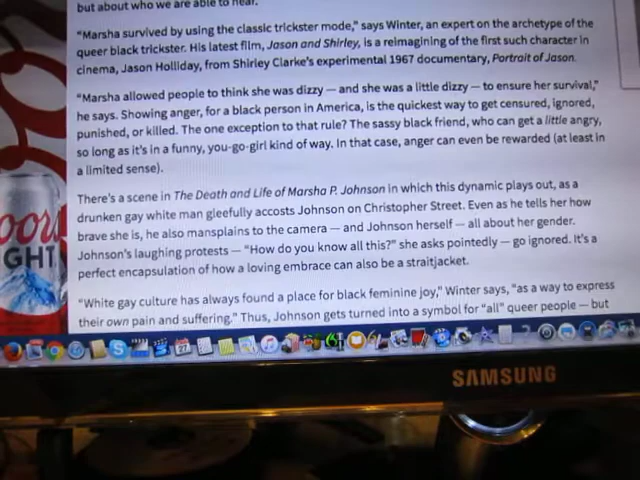 but about who we are able to hear.
“Marsha survived by using the classic trickster mode,” says Winter, an expert on the archetype of the
queer black trickster. His latest film, Jason and Shirley, is a reimagining of the first such character in
cinema, Jason Holliday, from Shirley Clarke’s experimental 1967 documentary, Portrait of Jason.
“Marsha allowed people to think she was dizzy — and she was a little dizzy — to ensure her survival,”
he says. Showing anger, for a black person in America, is the quickest way to get censured, ignored,
punished, or killed. The one exception to that rule? The sassy black friend, who can get a little angry,
so long as it’s in a funny, you-go-girl kind of way. In that case, anger can even be rewarded (at least in
a limited sense).
There’s a scene in The Death and Life of Marsha P. Johnson in which this dynamic plays out, as a
drunken gay white man gleefully accosts Johnson on Christopher Street. Even as he tells her how
brave she is, he also mansplains to the camera — and Johnson herself — all about her gender.
Johnson’s laughing protests — “How do you know all this?” she asks pointedly — go ignored. It’s a
perfect encapsulation of how a loving embrace can also be a straitjacket.
“White gay culture has always found a place for black feminine joy,” Winter says, “as a way to express
their own pain and suffering.” Thus, Johnson gets turned into a symbol for “all” queer people — but
oors
GHT
SAMSUNG